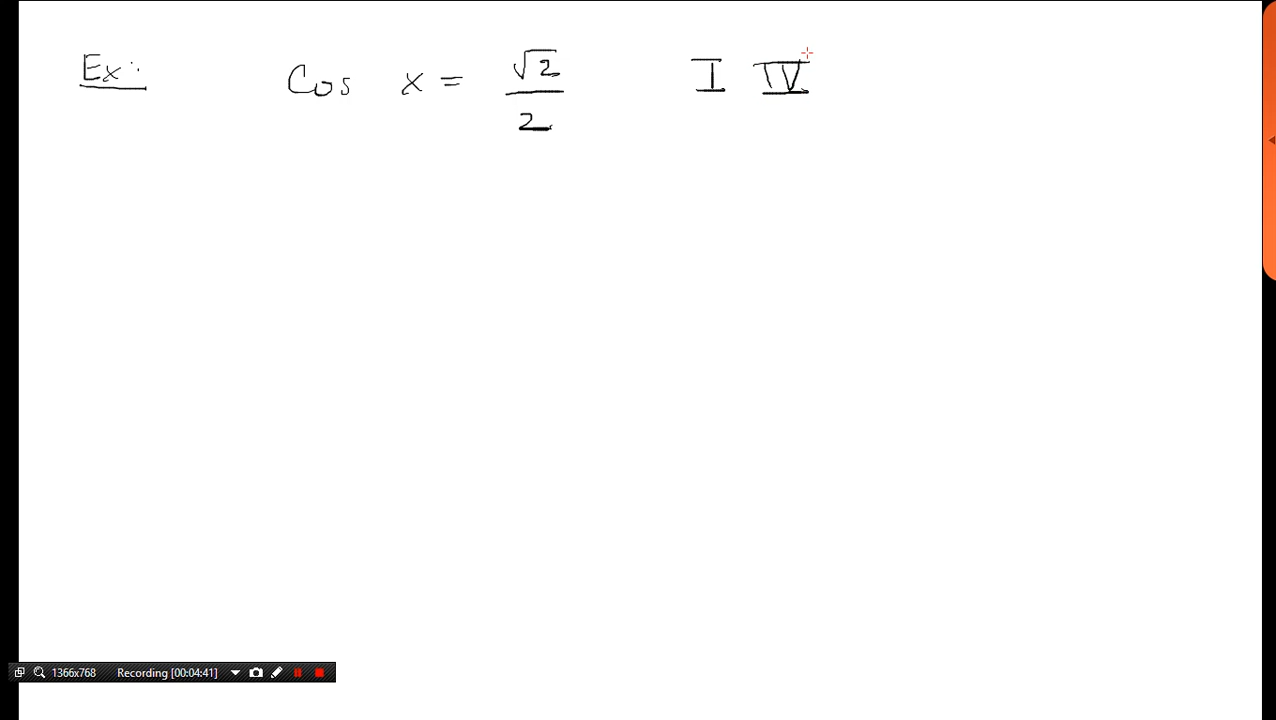 Ex: Cos x = √2/2 I IV
1366x768 Recording [00:04:41]